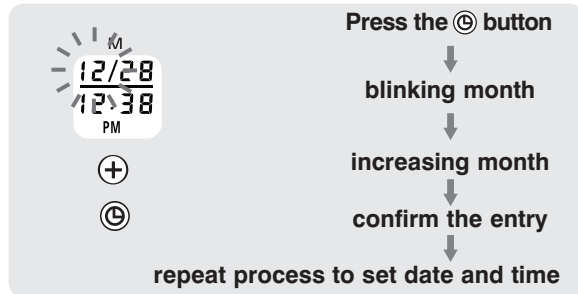 M
12/28
12:38
PM
Press the button
blinking month
increasing month
confirm the entry
repeat process to set date and time